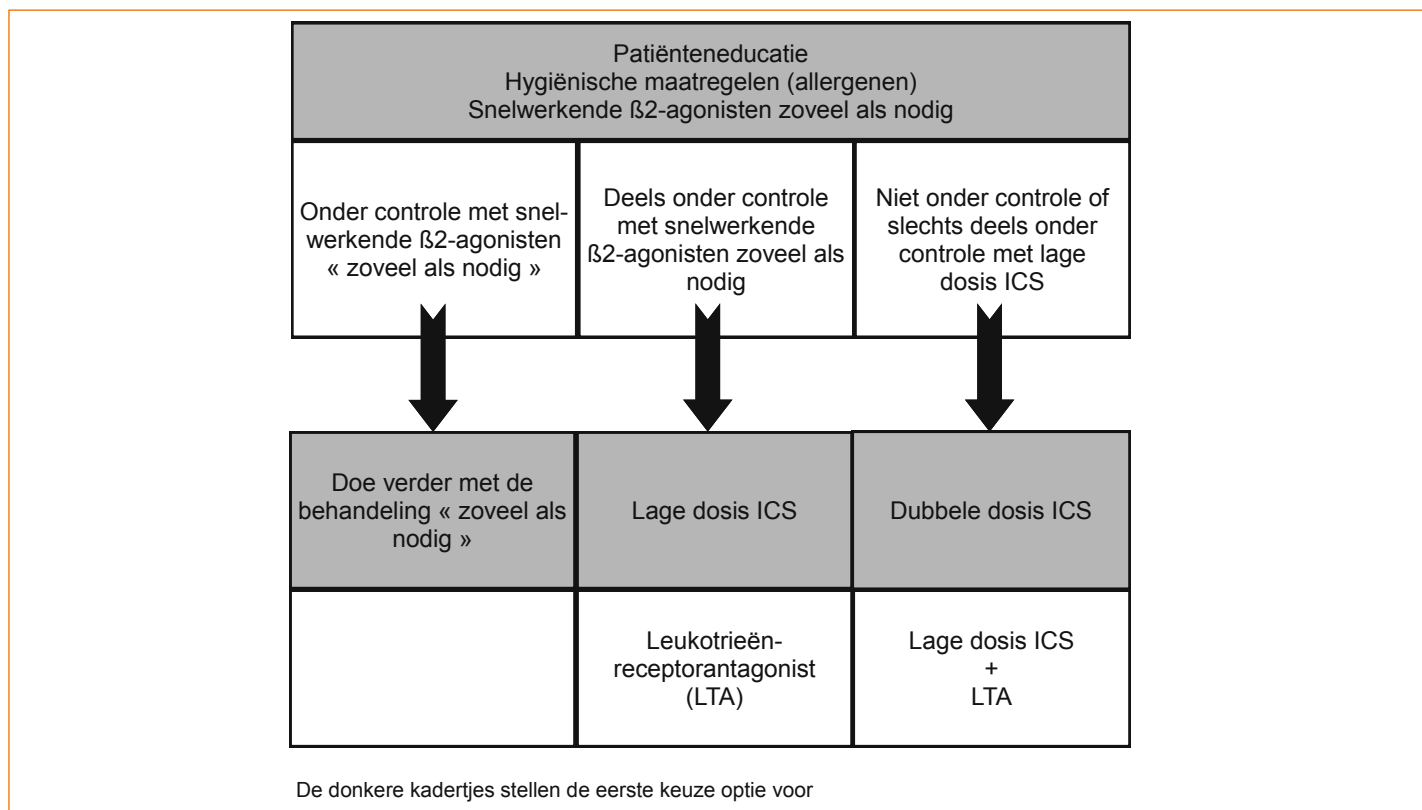 Patiënteneducatie
Hygiënische maatregelen (allergenen)
Snelwerkende ß2-agonisten zoveel als nodig
Onder controle met snel-
werkende ß2-agonisten
« zoveel als nodig »
Deels onder controle
met snelwerkende
ß2-agonisten zoveel als
nodig
Niet onder controle of
slechts deels onder
controle met lage
dosis ICS
Doe verder met de
behandeling « zoveel als
nodig »
Lage dosis ICS
Dubbele dosis ICS
Leukotrieën-
receptorantagonist
(LTA)
Lage dosis ICS
+
LTA
De donkere kadertjes stellen de eerste keuze optie voor